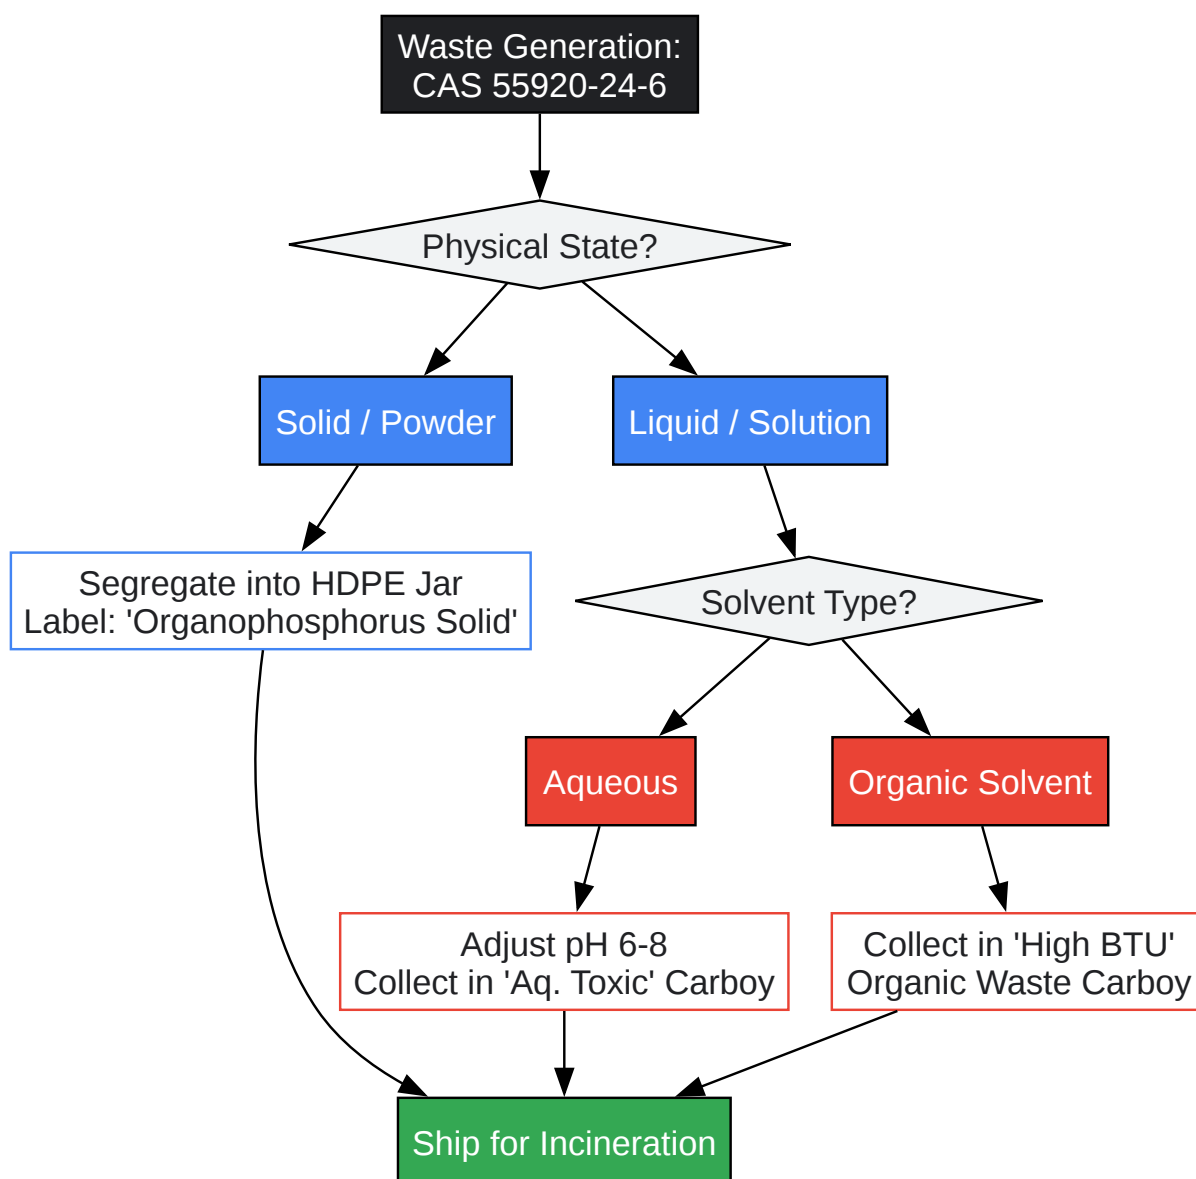 Waste Generation:
CAS 55920-24-6
Physical State?
Solid / Powder
Liquid / Solution
Segregate into HDPE Jar
Label: 'Organophosphorus Solid'
Solvent Type?
Aqueous
Organic Solvent
Adjust pH 6-8
Collect in 'Aq. Toxic' Carboy
Collect in 'High BTU'
Organic Waste Carboy
Ship for Incineration